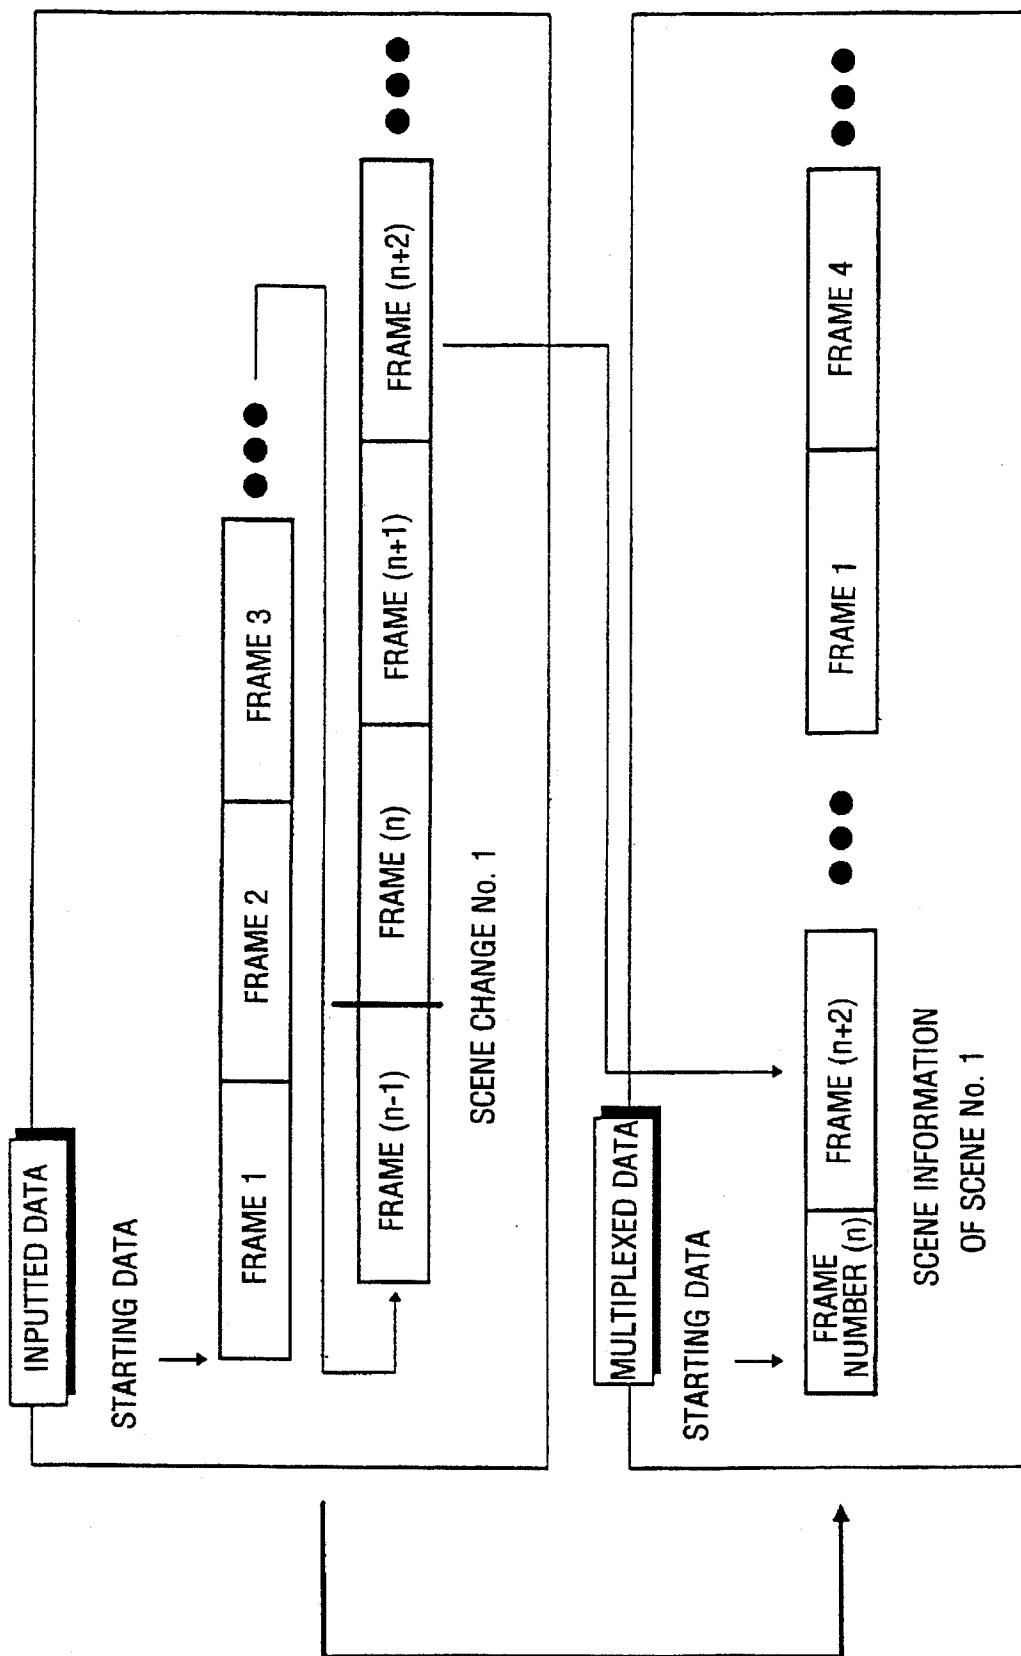 INPUTTED DATA
STARTING DATA
FRAME 1
FRAME 2
FRAME 3
FRAME (n-1)
FRAME (n)
FRAME (n+1)
FRAME (n+2)
SCENE CHANGE No. 1
MULTIPLEXED DATA
STARTING DATA
FRAME
NUMBER (n)
FRAME (n+2)
FRAME 1
FRAME 4
SCENE INFORMATION
OF SCENE No. 1